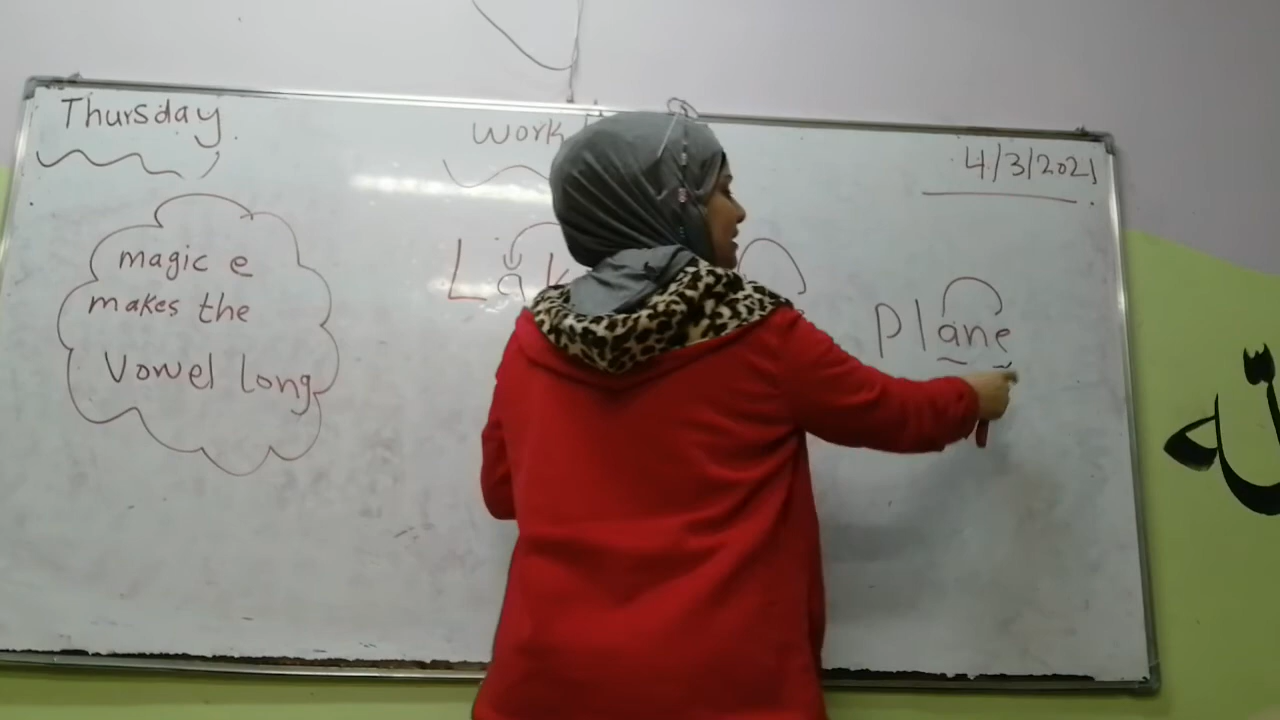 Thursday
work
4/3/2021
magic e
makes the
Vowel long
Plane